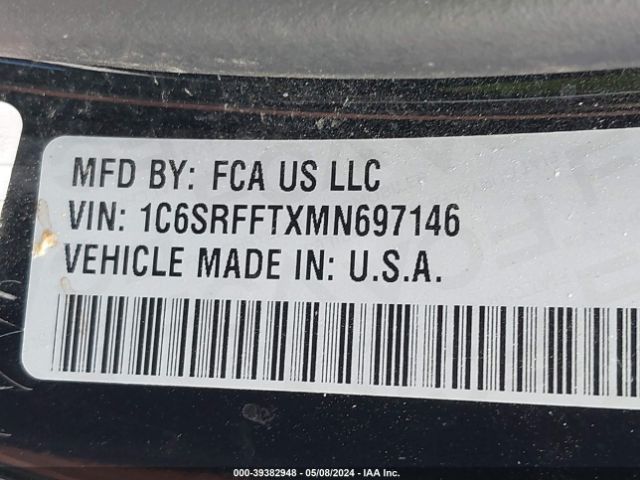 MFD BY: FCA US LLC
VIN: 1C6SRFFTXMN697146
VEHICLE MADE IN: U.S.A.
000-39382948 - 05/08/2024 - IAA Inc.